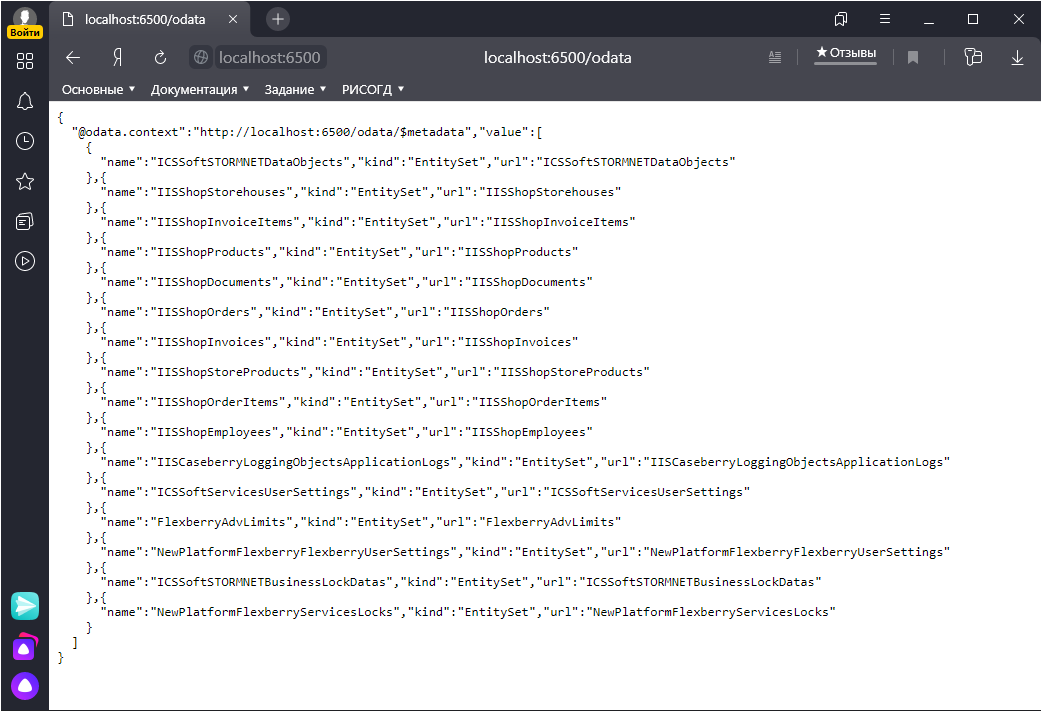 localhost:6500/odata
Войти
localhost:6500
localhost:6500/odata
★ Отзывы
Основные ▼ Документация ▼ Задание ▼ РИСОГД ▼
{
"@odata.context":"http://localhost:6500/odata/$metadata","value":[
{
"name":"ICSSoftSTORMNETDataObjects","kind":"EntitySet","url":"ICSSoftSTORMNETDataObjects"
},{
"name":"IISShopStorehouses","kind":"EntitySet","url":"IISShopStorehouses"
},{
"name":"IISShopInvoiceItems","kind":"EntitySet","url":"IISShopInvoiceItems"
},{
"name":"IISShopProducts","kind":"EntitySet","url":"IISShopProducts"
},{
"name":"IISShopDocuments","kind":"EntitySet","url":"IISShopDocuments"
},{
"name":"IISShopOrders","kind":"EntitySet","url":"IISShopOrders"
},{
"name":"IISShopInvoices","kind":"EntitySet","url":"IISShopInvoices"
},{
"name":"IISShopStoreProducts","kind":"EntitySet","url":"IISShopStoreProducts"
},{
"name":"IISShopOrderItems","kind":"EntitySet","url":"IISShopOrderItems"
},{
"name":"IISShopEmployees","kind":"EntitySet","url":"IISShopEmployees"
},{
"name":"IISCaseberryLoggingObjectsApplicationLogs","kind":"EntitySet","url":"IISCaseberryLoggingObjectsApplicationLogs"
},{
"name":"ICSSoftServicesUserSettings","kind":"EntitySet","url":"ICSSoftServicesUserSettings"
},{
"name":"FlexberryAdvLimits","kind":"EntitySet","url":"FlexberryAdvLimits"
},{
"name":"NewPlatformFlexberryFlexberryUserSettings","kind":"EntitySet","url":"NewPlatformFlexberryFlexberryUserSettings"
},{
"name":"ICSSoftSTORMNETBusinessLockDatas","kind":"EntitySet","url":"ICSSoftSTORMNETBusinessLockDatas"
},{
"name":"NewPlatformFlexberryServicesLocks","kind":"EntitySet","url":"NewPlatformFlexberryServicesLocks"
}
]
}